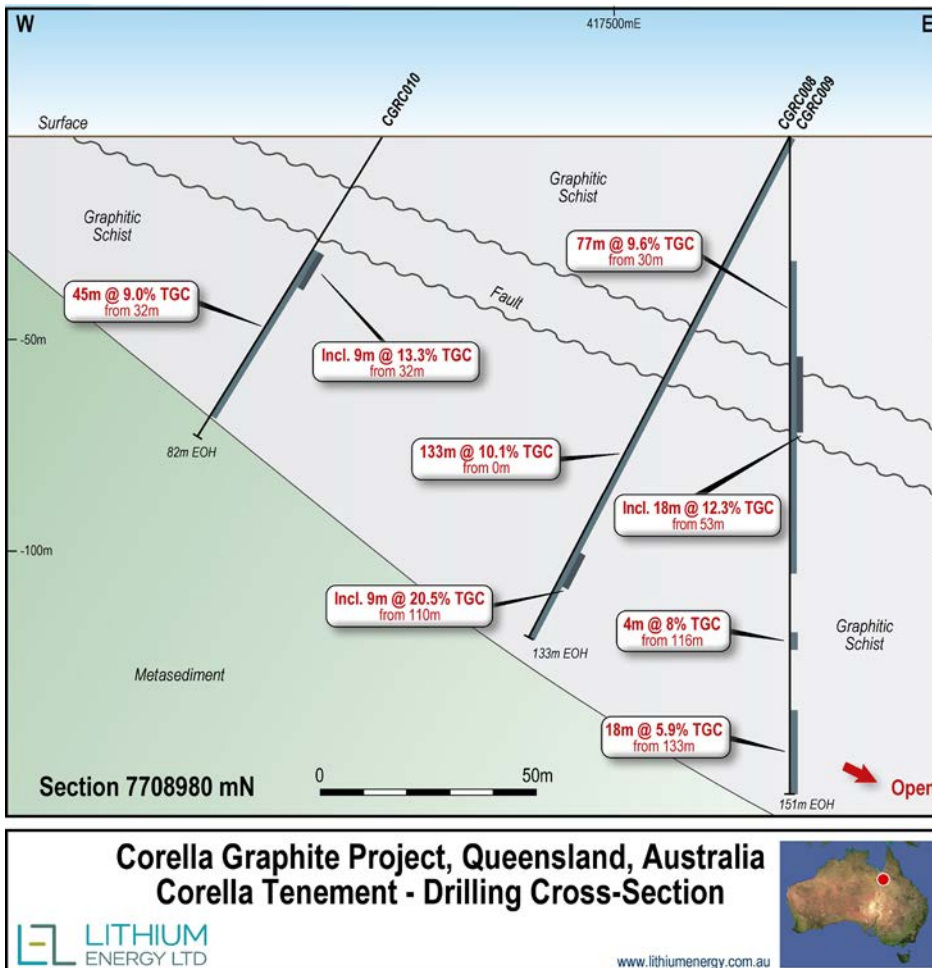 W
417500mE
E
Surface
CGRC010
CGRC008
CGRC009
Graphitic
Schist
Graphitic
Schist
77m @ 9.6% TGC
from 30m
45m @ 9.0% TGC
from 32m
Fault
-50m
Incl. 9m @ 13.3% TGC
from 32m
82m EOH
133m @ 10.1% TGC
from 0m
Incl. 18m @ 12.3% TGC
from 53m
-100m
Incl. 9m @ 20.5% TGC
from 110m
4m @ 8% TGC
from 116m
Graphitic
Schist
133m EOH
Metasediment
18m @ 5.9% TGC
from 133m
Section 7708980 mN
0
50m
151m EOH
Open
Corella Graphite Project, Queensland, Australia
Corella Tenement - Drilling Cross-Section
LEL LITHIUM
ENERGY LTD
www.lithiumenergy.com.au